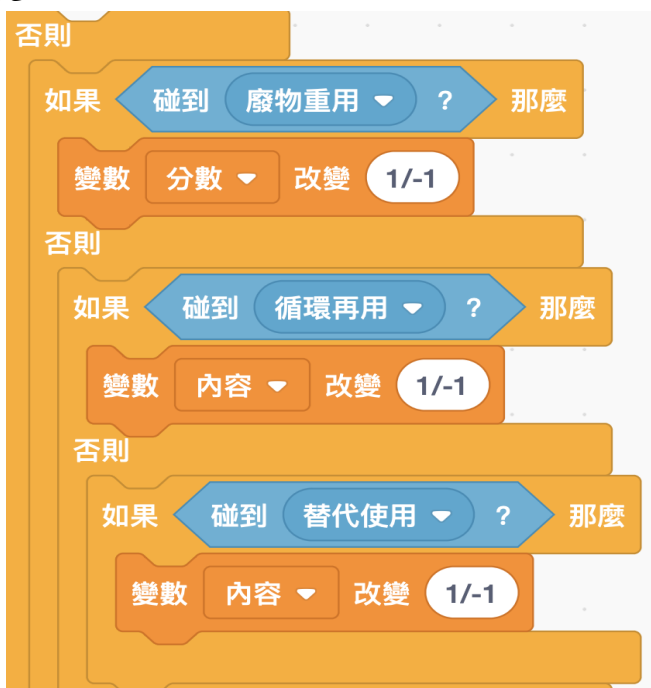 否則
如果 碰到 廢物重用 ? 那麼
變數 分數 改變 1/-1
否則
如果 碰到 循環再用 ? 那麼
變數 內容 改變 1/-1
否則
如果 碰到 替代使用 ? 那麼
變數 內容 改變 1/-1